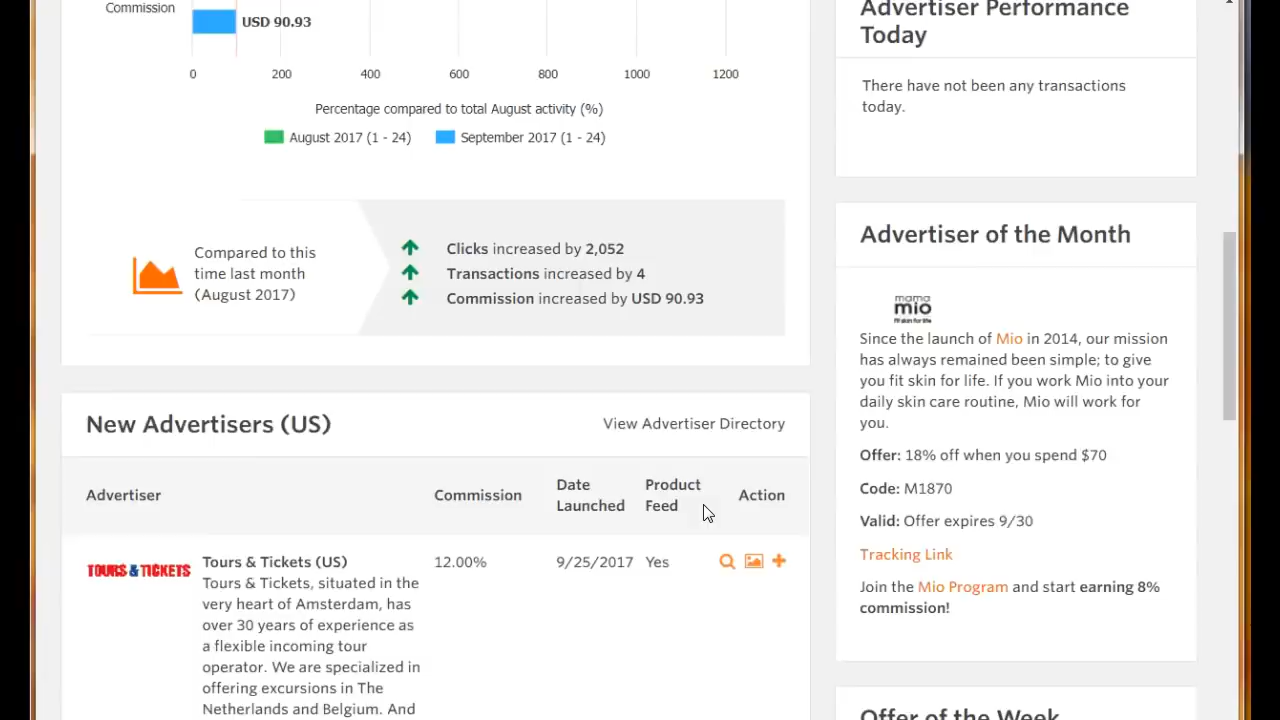 Commission
USD 90.93
0 200 400 600 800 1000 1200
Percentage compared to total August activity (%)
August 2017 (1 - 24) September 2017 (1 - 24)
Compared to this
time last month
(August 2017)
Clicks increased by 2,052
Transactions increased by 4
Commission increased by USD 90.93
New Advertisers (US)
View Advertiser Directory
Advertiser Commission Date Launched Product Feed Action
TOURS & TICKETS
Tours & Tickets (US) 12.00% 9/25/2017 Yes
Tours & Tickets, situated in the
very heart of Amsterdam, has
over 30 years of experience as
a flexible incoming tour
operator. We are specialized in
offering excursions in The
Netherlands and Belgium. And
Advertiser Performance
Today
There have not been any transactions
today.
Advertiser of the Month
mama
mio
Fit skin for life
Since the launch of Mio in 2014, our mission
has always remained been simple; to give
you fit skin for life. If you work Mio into your
daily skin care routine, Mio will work for
you.
Offer: 18% off when you spend $70
Code: M1870
Valid: Offer expires 9/30
Tracking Link
Join the Mio Program and start earning 8%
commission!
Offer of the Week